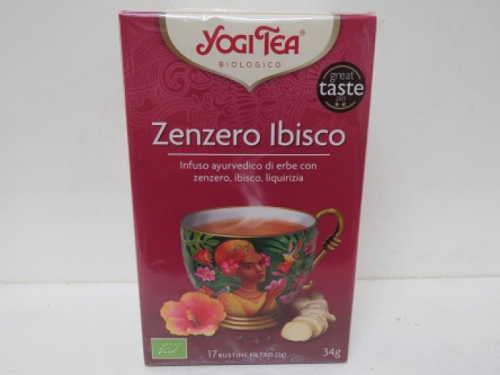 YOGI TEA®
BIOLOGICO
great
taste
Zenzero Ibisco
Infuso ayurvedico di erbe con
zenzero, ibisco, liquirizia
17 BUSTINE FILTRO (2g)
34g